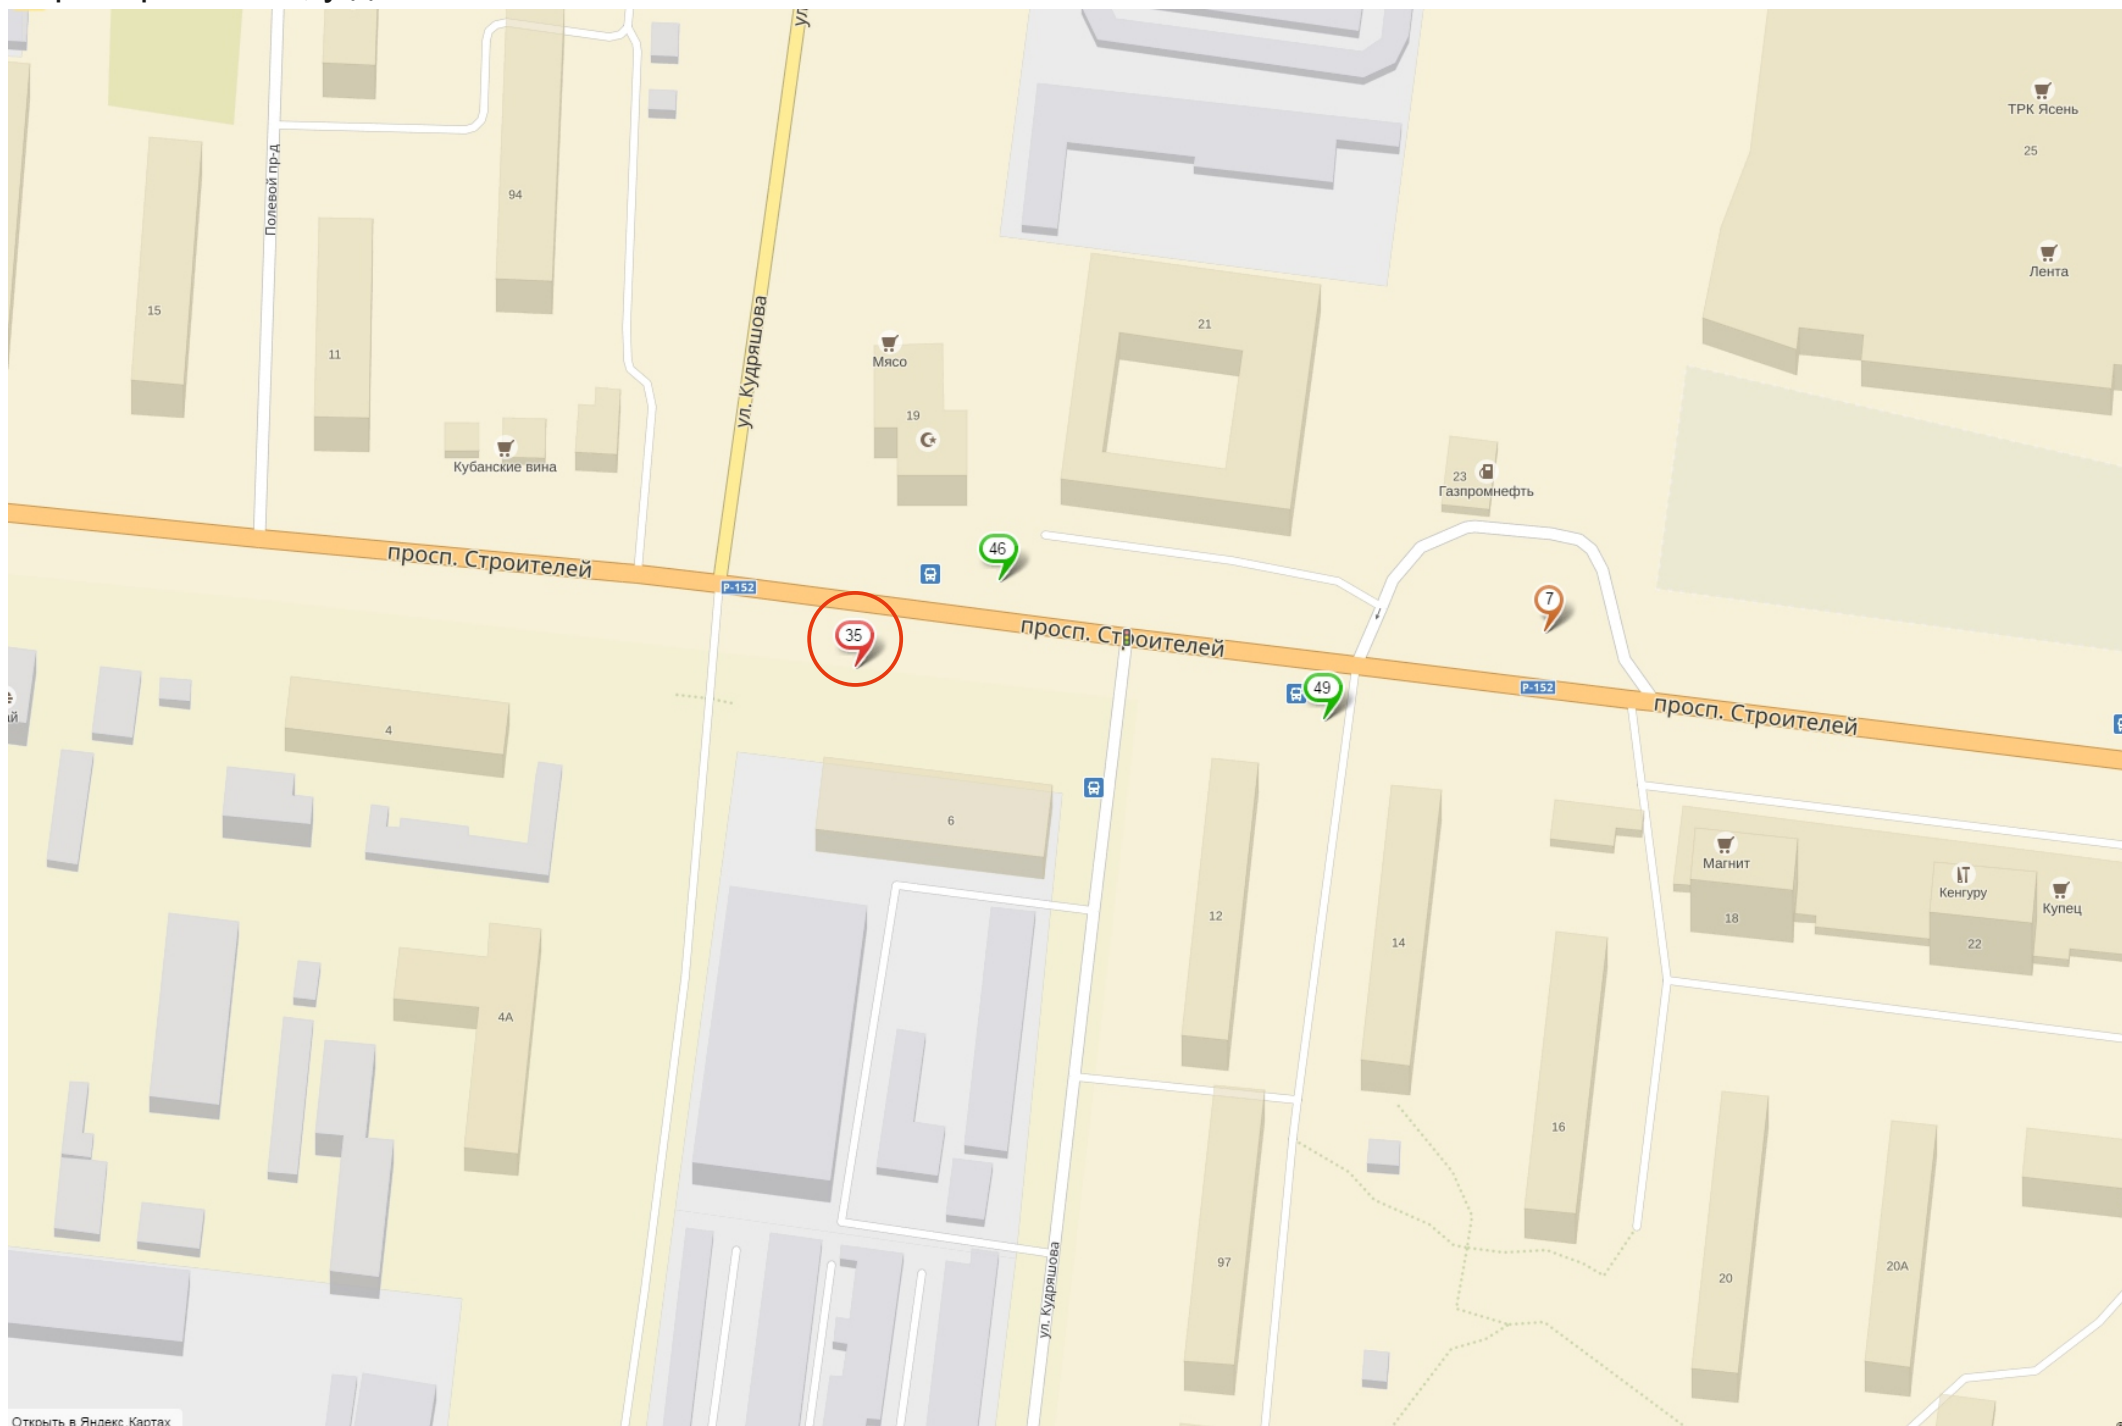 ул.
ТРК Ясень
25
Полевой пр-д
94
Лента
15
11
ул. Кудряшова
21
Мясо
19
Кубанские вина
23
Газпромнефть
просп. Строителей
46
P-152
7
35
просп. Строителей
49
P-152
просп. Строителей
4
6
Магнит
Кенгуру
Купец
12
18
14
22
4А
16
97
20А
20
ул. Кудряшова
Открыть в Яндекс.Картах